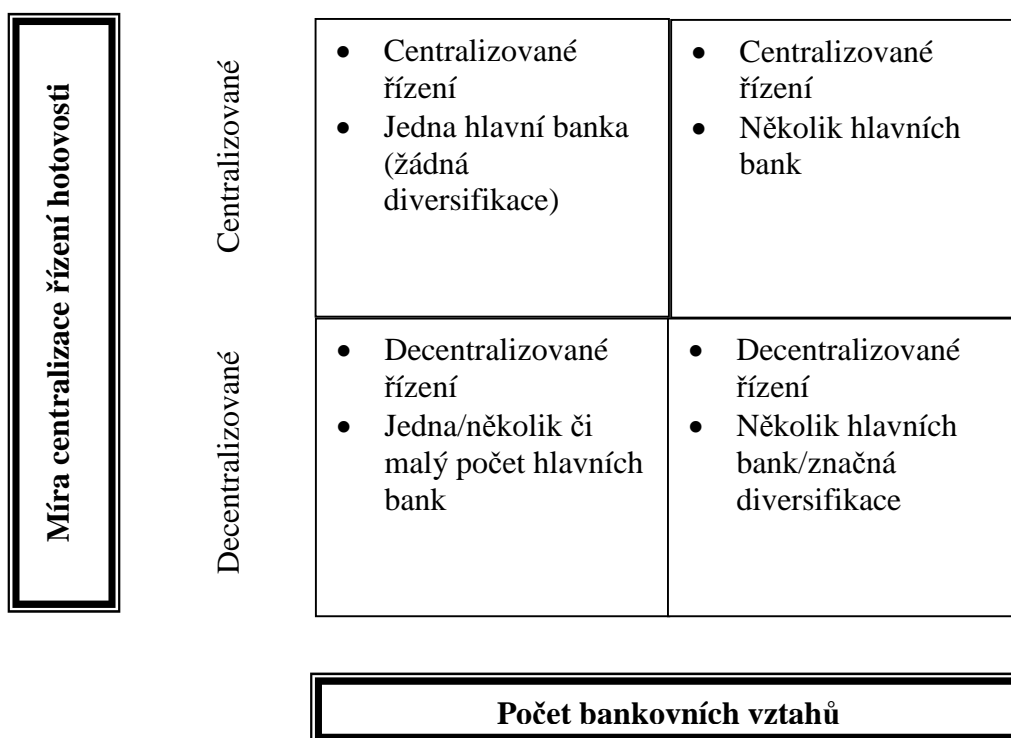 Míra centralizace řízení hotovosti
Centralizované
• Centralizované
řízení
• Jedna hlavní banka
(žádná
diversifikace)
• Centralizované
řízení
• Několik hlavních
bank
Decentralizované
• Decentralizované
řízení
• Jedna/několik či
malý počet hlavních
bank
• Decentralizované
řízení
• Několik hlavních
bank/značná
diversifikace
Počet bankovních vztahů